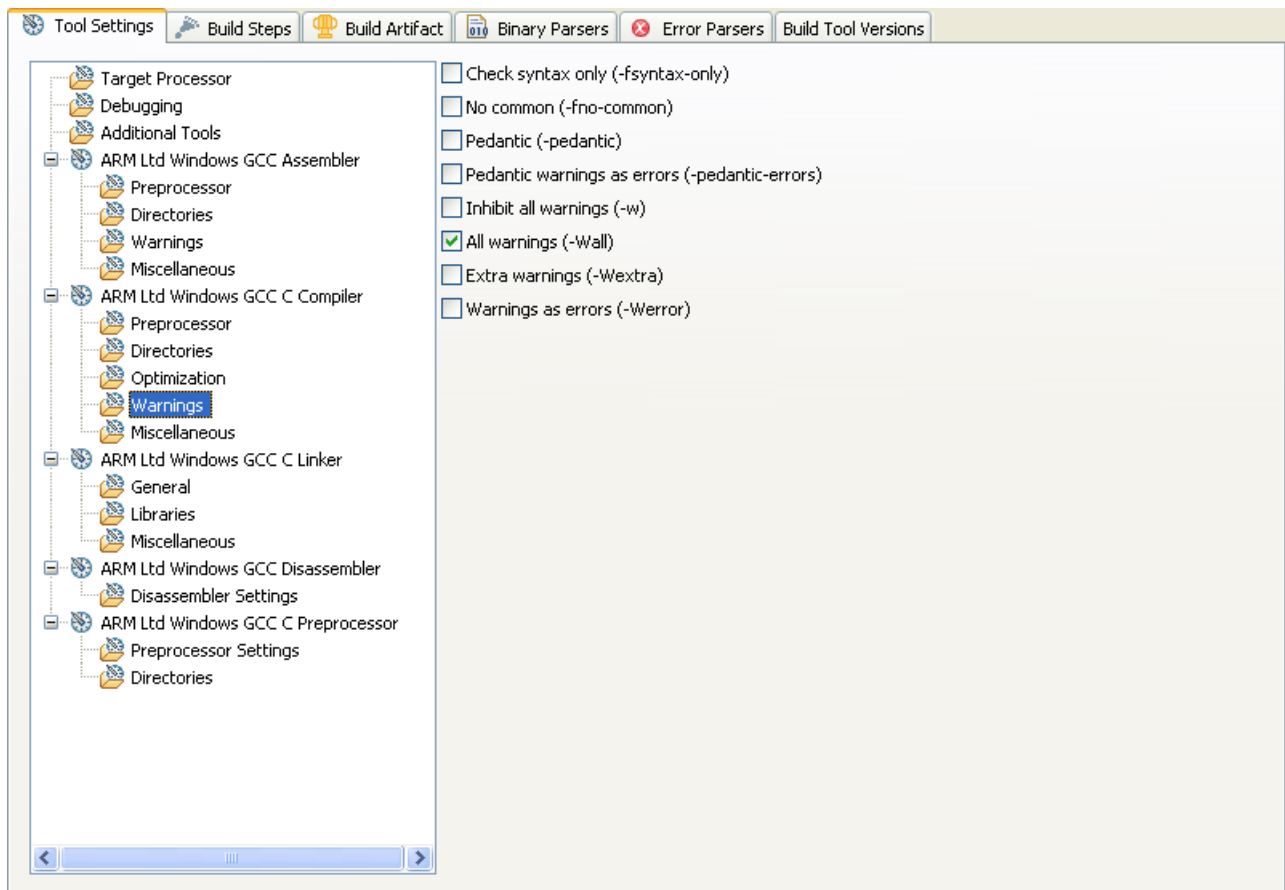 Tool Settings Build Steps Build Artifact Binary Parsers Error Parsers Build Tool Versions
Target Processor
Debugging
Additional Tools
ARM Ltd Windows GCC Assembler
Preprocessor
Directories
Warnings
Miscellaneous
ARM Ltd Windows GCC C Compiler
Preprocessor
Directories
Optimization
Warnings
Miscellaneous
ARM Ltd Windows GCC C Linker
General
Libraries
Miscellaneous
ARM Ltd Windows GCC Disassembler
Disassembler Settings
ARM Ltd Windows GCC C Preprocessor
Preprocessor Settings
Directories
Check syntax only (-fsyntax-only)
No common (-fno-common)
Pedantic (-pedantic)
Pedantic warnings as errors (-pedantic-errors)
Inhibit all warnings (-w)
All warnings (-Wall)
Extra warnings (-Wextra)
Warnings as errors (-Werror)